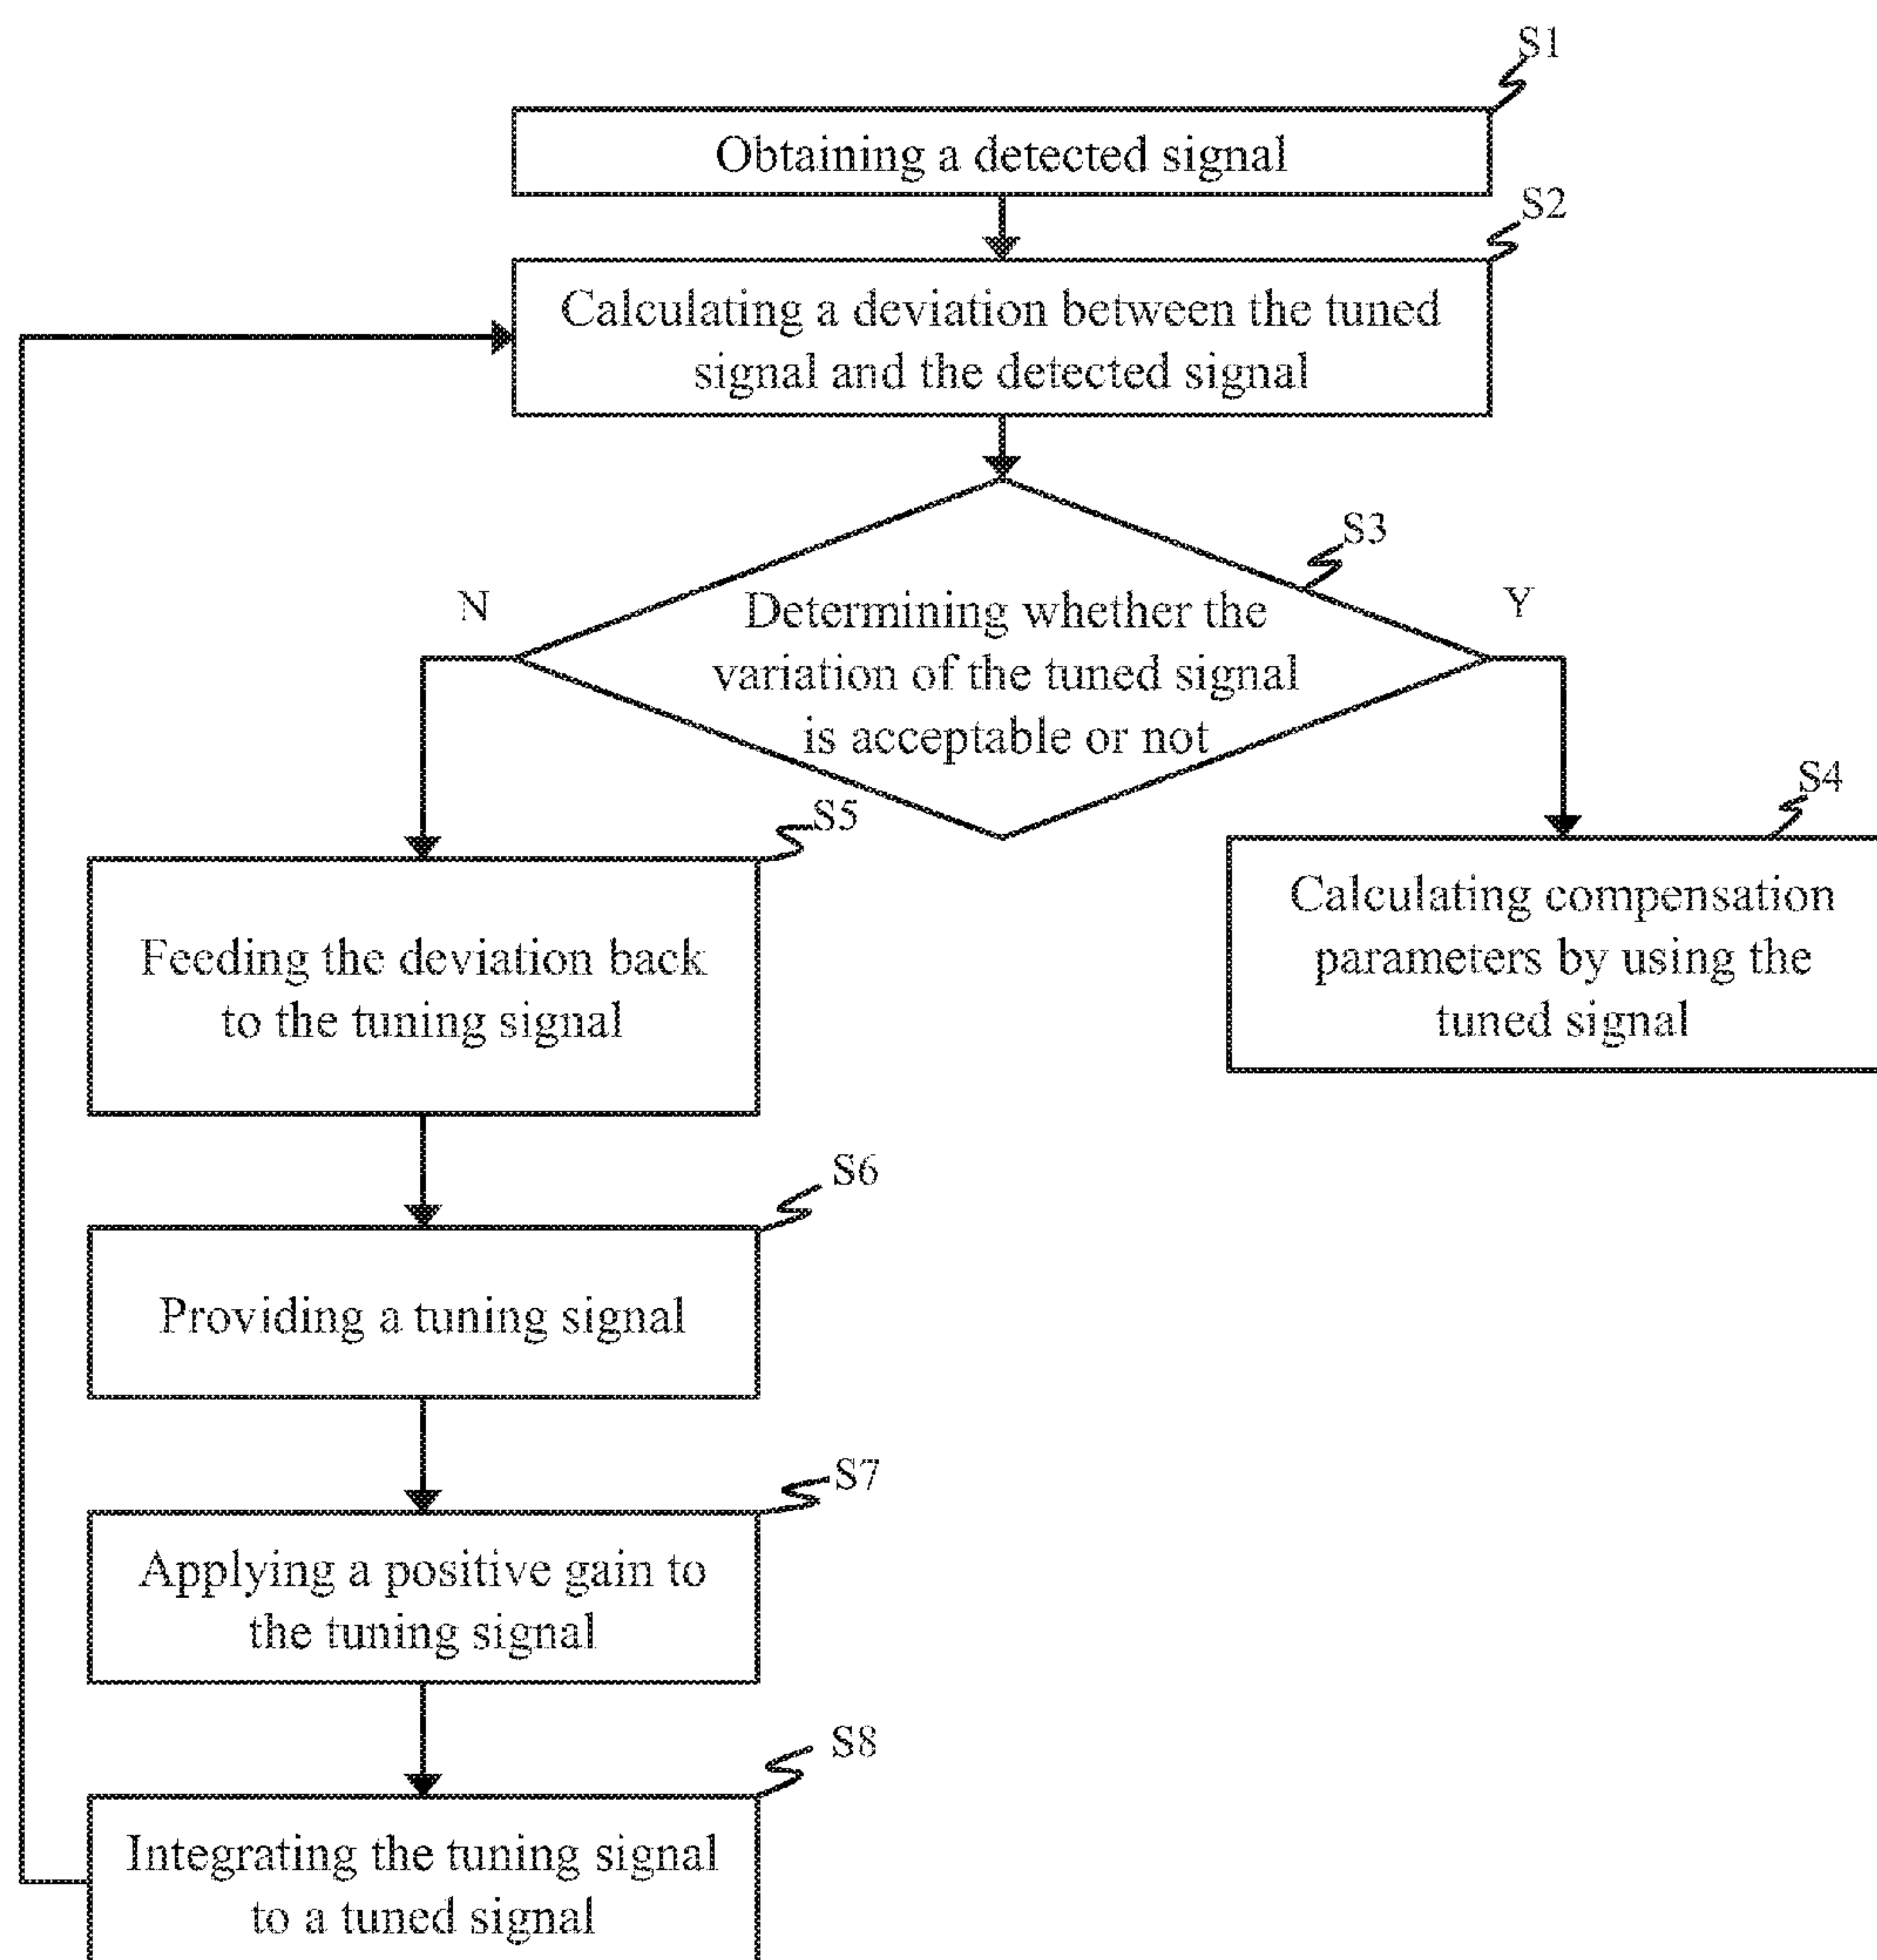 S1
Obtaining a detected signal
S2
Calculating a deviation between the tuned
signal and the detected signal
S3
N
Y
Determining whether the
variation of the tuned signal
is acceptable or not
S4
S5
Calculating compensation
parameters by using the
tuned signal
Feeding the deviation back
to the tuning signal
S6
Providing a tuning signal
S7
Applying a positive gain to
the tuning signal
S8
Integrating the tuning signal
to a tuned signal